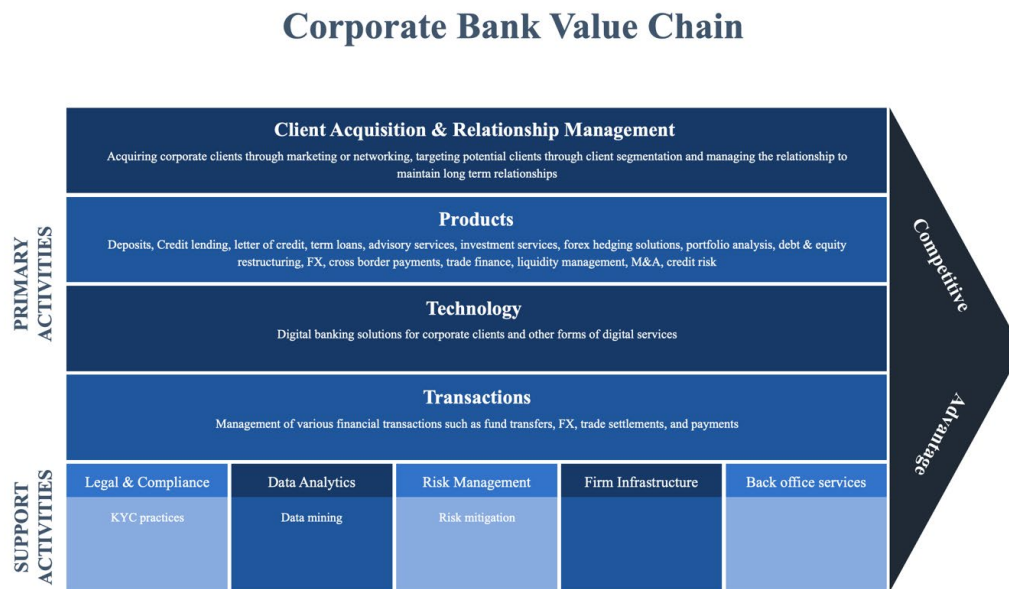 Corporate Bank Value Chain
PRIMARY
ACTIVITIES
Client Acquisition & Relationship Management
Acquiring corporate clients through marketing or networking, targeting potential clients through client segmentation and managing the relationship to
maintain long term relationships
Products
Deposits, Credit lending, letter of credit, term loans, advisory services, investment services, forex hedging solutions, portfolio analysis, debt & equity
restructuring, FX, cross border payments, trade finance, liquidity management, M&A, credit risk
Technology
Digital banking solutions for corporate clients and other forms of digital services
Transactions
Management of various financial transactions such as fund transfers, FX, trade settlements, and payments
SUPPORT
ACTIVITIES
Legal & Compliance
KYC practices
Data Analytics
Data mining
Risk Management
Risk mitigation
Firm Infrastructure
Back office services
Competitive
Advantage